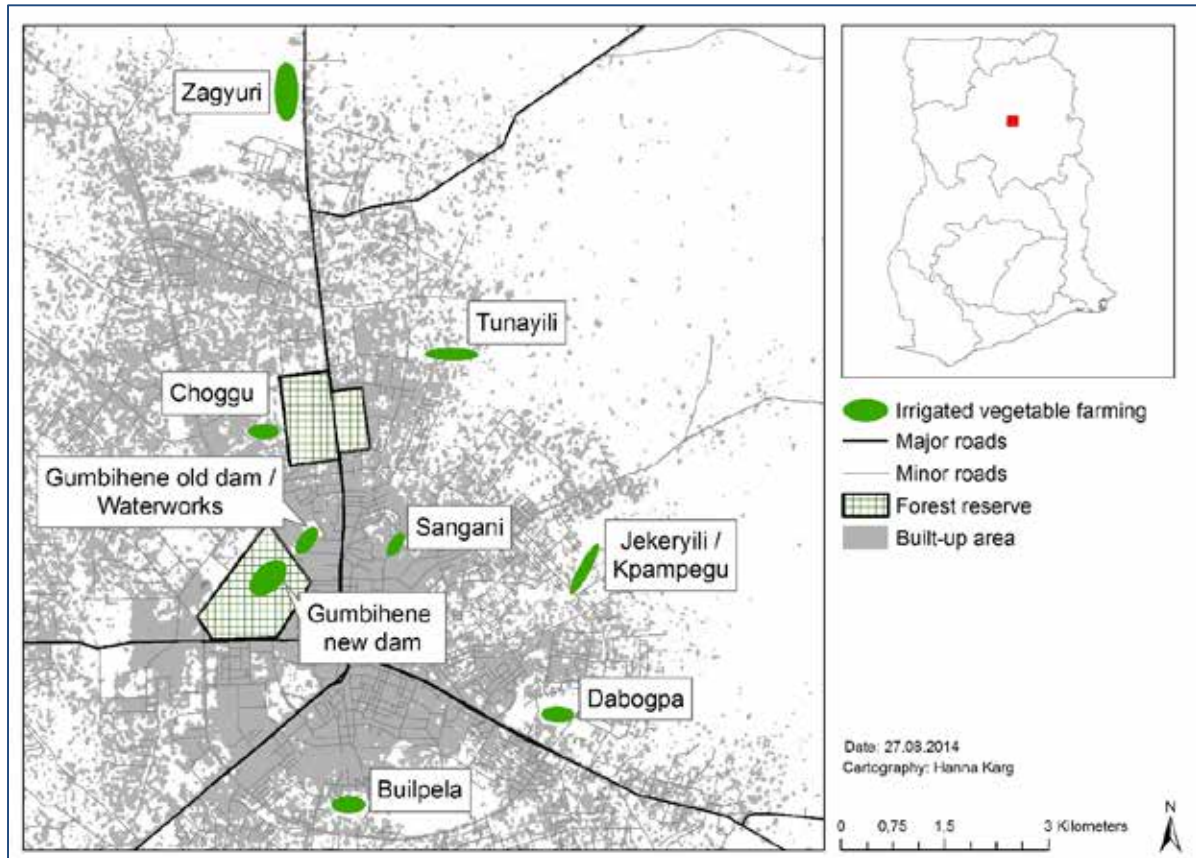 Zagyuri
Tunayili
Choggu
Gumbihene old dam /
Waterworks
Sangani
Jekeryili /
Kpampegu
Gumbihene
new dam
Dabogpa
Builpela
Irrigated vegetable farming
Major roads
Minor roads
Forest reserve
Built-up area
Date: 27.08.2014
Cartography: Hanna Karg
0 0,75 1.5 3 Kilometers
N